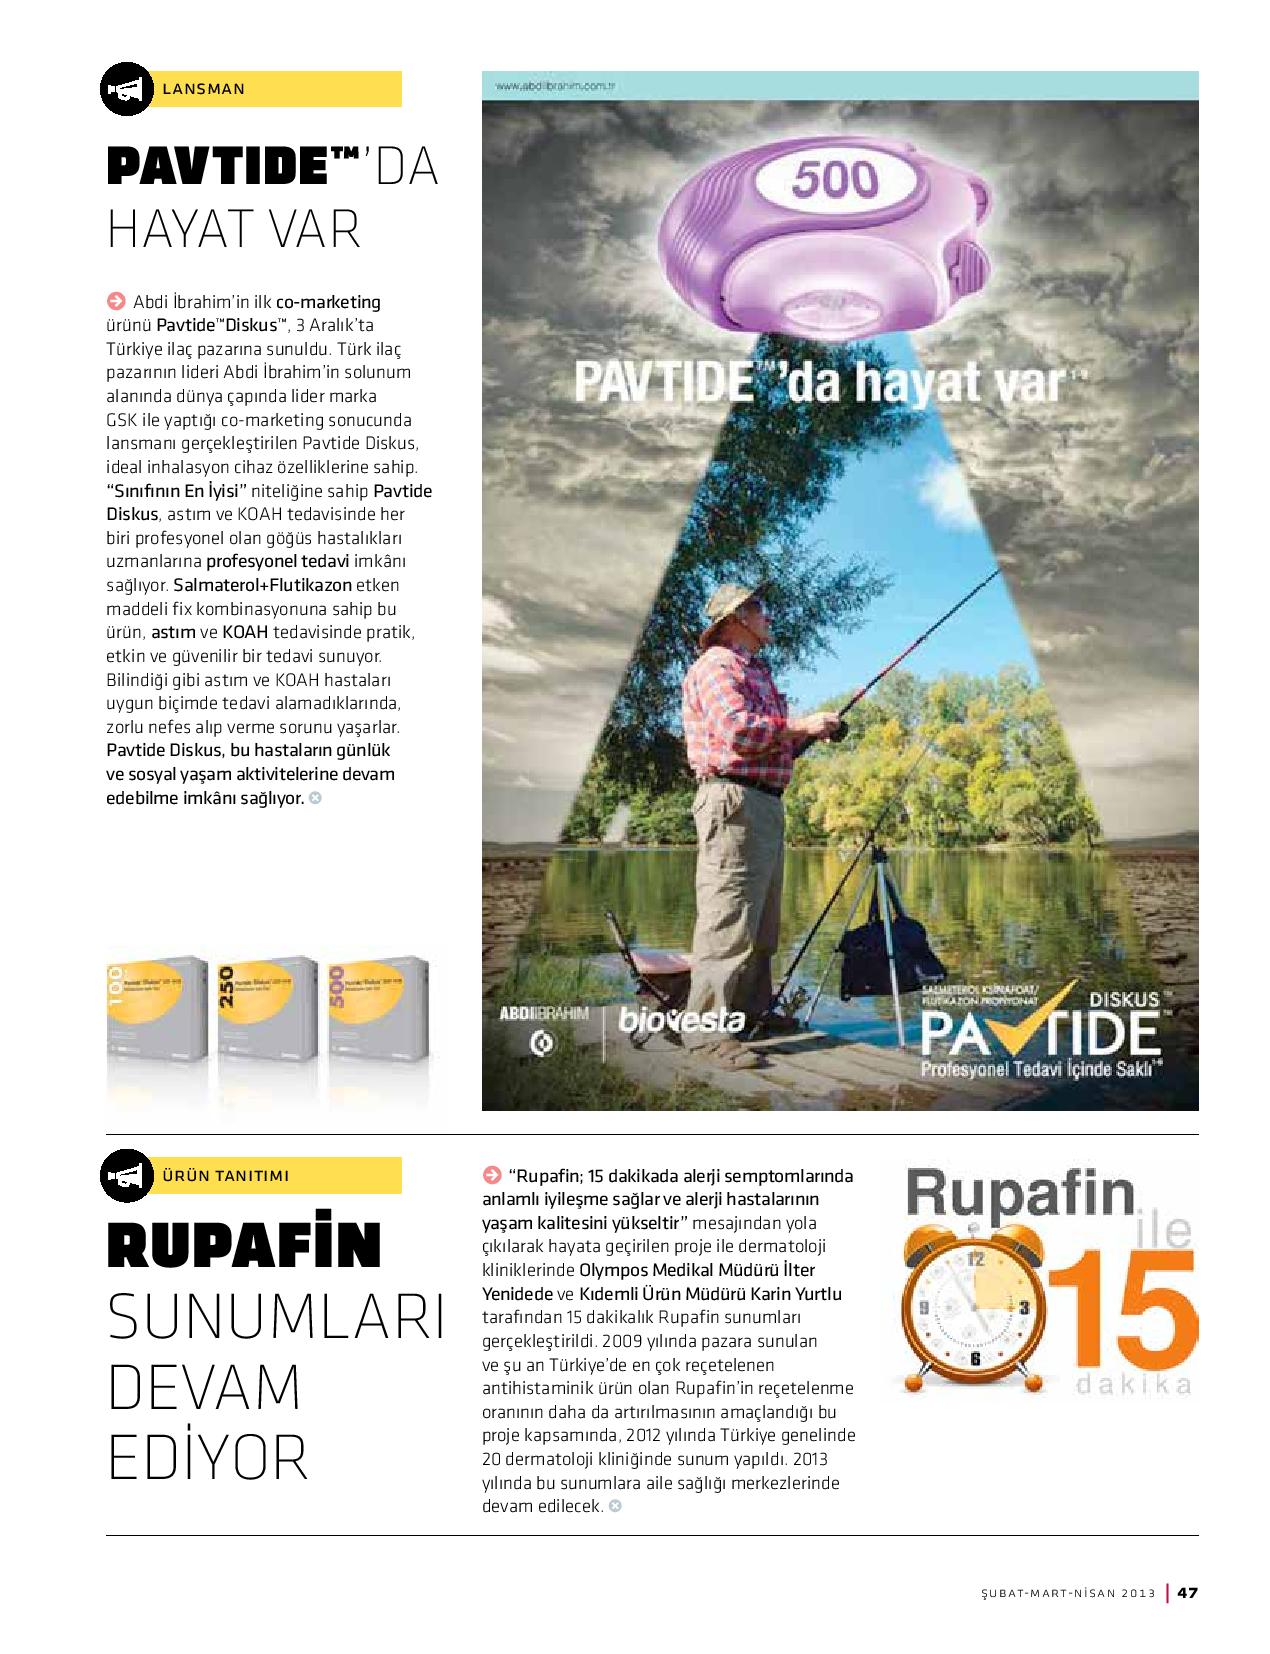 LANSMAN
PAVTIDE™’DA
HAYAT VAR
Abdi İbrahim’in ilk co-marketing
ürünü Pavtide™Diskus™, 3 Aralık’ta
Türkiye ilaç pazarına sunuldu. Türk ilaç
pazarının lideri Abdi İbrahim’in solunum
alanında dünya çapında lider marka
GSK ile yaptığı co-marketing sonucunda
lansmanı gerçekleştirilen Pavtide Diskus,
ideal inhalasyon cihaz özelliklerine sahip.
“Sınıfının En İyisi” niteliğine sahip Pavtide
Diskus, astım ve KOAH tedavisinde her
biri profesyonel olan göğüs hastalıkları
uzmanlarına profesyonel tedavi imkânı
sağlıyor. Salmaterol+Flutikazon etken
maddeli fix kombinasyonuna sahip bu
ürün, astım ve KOAH tedavisinde pratik,
etkin ve güvenilir bir tedavi sunuyor.
Bilindiği gibi astım ve KOAH hastaları
uygun biçimde tedavi alamadıklarında,
zorlu nefes alıp verme sorunu yaşarlar.
Pavtide Diskus, bu hastaların günlük
ve sosyal yaşam aktivitelerine devam
edebilme imkânı sağlıyor.
100
250
500
www.abdiibrahim.com.tr
500
PAVTIDE™’da hayat var
ABDİİBRAHİM
biovesta
SALMETEROL KSİNAFOAT/
FLUTİKAZON PROPİYONAT
DISKUS™
PAVTIDE™
Profesyonel Tedavi İçinde Saklı
ÜRÜN TANITIMI
RUPAFİN
SUNUMLARI
DEVAM
EDİYOR
“Rupafin; 15 dakikada alerji semptomlarında
anlamlı iyileşme sağlar ve alerji hastalarının
yaşam kalitesini yükseltir” mesajından yola
çıkılarak hayata geçirilen proje ile dermatoloji
kliniklerinde Olympos Medikal Müdürü İlter
Yenidede ve Kıdemli Ürün Müdürü Karin Yurtlu
tarafından 15 dakikalık Rupafin sunumları
gerçekleştirildi. 2009 yılında pazara sunulan
ve şu an Türkiye’de en çok reçetelenen
antihistaminik ürün olan Rupafin’in reçetelenme
oranının daha da artırılmasının amaçlandığı bu
proje kapsamında, 2012 yılında Türkiye genelinde
20 dermatoloji kliniğinde sunum yapıldı. 2013
yılında bu sunumlara aile sağlığı merkezlerinde
devam edilecek.
Rupafin
ile
15
dakika
12
3
6
9
ŞUBAT-MART-NİSAN 2013 | 47